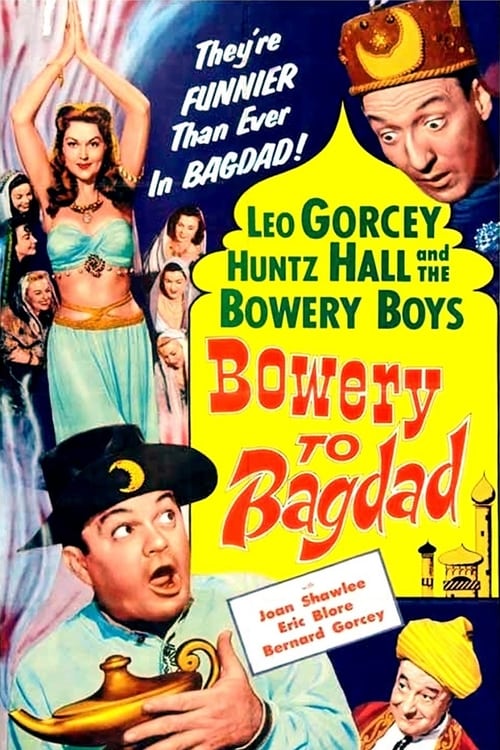 They're
FUNNIER
Than Ever
In BAGDAD!
LEO GORCEY
HUNTZ HALL and THE
BOWERY BOYS
BOWERY
TO
BAGDAD
with
Joan Shawlee
Eric Blore
Bernard Gorcey